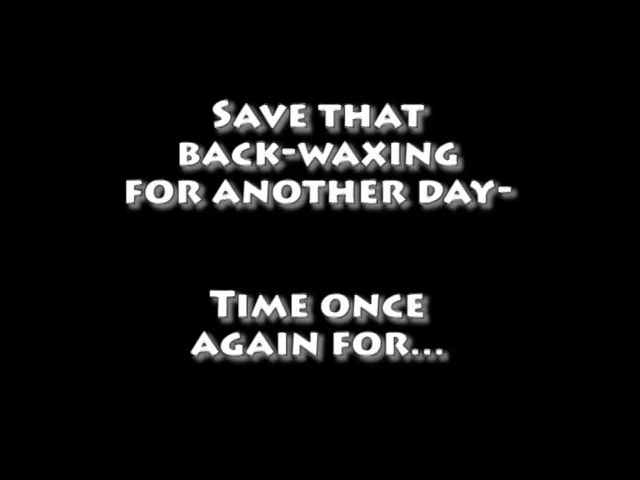 Save that
back-waxing
for another day-
Time once
again for...